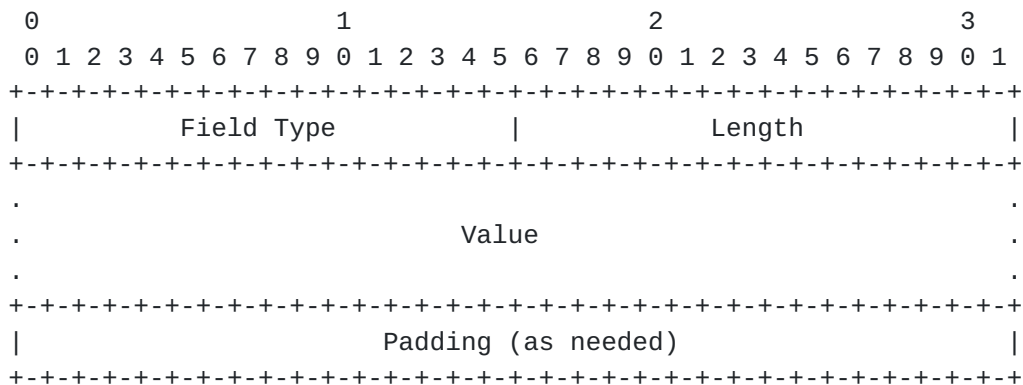 0                   1                   2                   3
 0 1 2 3 4 5 6 7 8 9 0 1 2 3 4 5 6 7 8 9 0 1 2 3 4 5 6 7 8 9 0 1
+-+-+-+-+-+-+-+-+-+-+-+-+-+-+-+-+-+-+-+-+-+-+-+-+-+-+-+-+-+-+-+-+
|          Field Type           |            Length             |
+-+-+-+-+-+-+-+-+-+-+-+-+-+-+-+-+-+-+-+-+-+-+-+-+-+-+-+-+-+-+-+-+
.                                                               .
.                            Value                              .
.                                                               .
+-+-+-+-+-+-+-+-+-+-+-+-+-+-+-+-+-+-+-+-+-+-+-+-+-+-+-+-+-+-+-+-+
|                       Padding (as needed)                     |
+-+-+-+-+-+-+-+-+-+-+-+-+-+-+-+-+-+-+-+-+-+-+-+-+-+-+-+-+-+-+-+-+